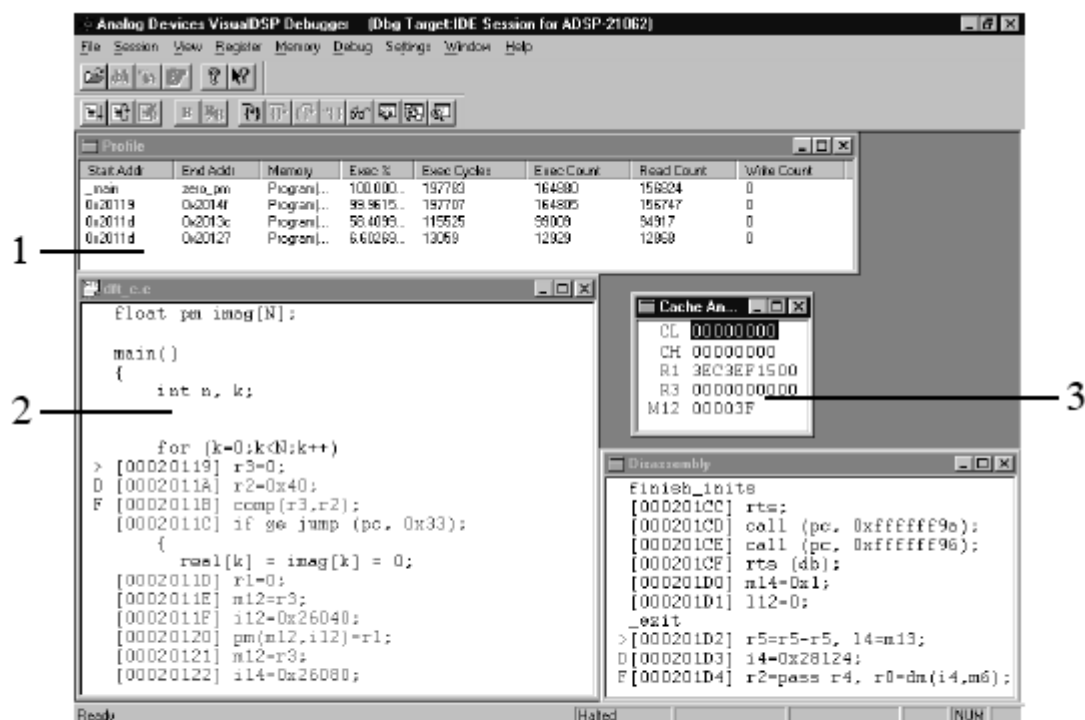 Analog Devices VisualDSP Debugger (Dbg Target:IDE Session for ADSP-21062)
File Session View Register Memory Debug Settings Window Help
Profile
Start Addr End Addr Memory Exec % Exec Cycles Exec Count Read Count Write Count
_main zero_pm Program(... 100.000... 197783 164880 156824 0
0x20119 0x2014f Program(... 99.9615... 197707 164805 156747 0
0x2011d 0x2013c Program(... 58.4099... 115525 99009 94917 0
0x2011d 0x20127 Program(... 6.60269... 13059 12929 12868 0
1
dft_c.c
float pm imag[N];
main()
{
int n, k;
2
for (k=0;k<N;k++)
> [00020119] r3=0;
D [0002011A] r2=0x40;
F [0002011B] comp(r3,r2);
[0002011C] if ge jump (pc, 0x33);
{
real[k] = imag[k] = 0;
[0002011D] r1=0;
[0002011E] m12=r3;
[0002011F] i12=0x26040;
[00020120] pm(m12,i12)=r1;
[00020121] m12=r3;
[00020122] i14=0x26080;
Cache An...
CL 00000000
CH 00000000
R1 3EC3EF1500
R3 0000000000
M12 00003F
3
Disassembly
finish_inits
[000201CC] rts;
[000201CD] call (pc, 0xffffff9a);
[000201CE] call (pc, 0xffffff96);
[000201CF] rts (db);
[000201D0] m14=0x1;
[000201D1] l12=0;
_exit
>[000201D2] r5=r5-r5, l4=m13;
D[000201D3] i4=0x28124;
F[000201D4] r2=pass r4, r0=dm(i4,m6);
Ready Halted NUM